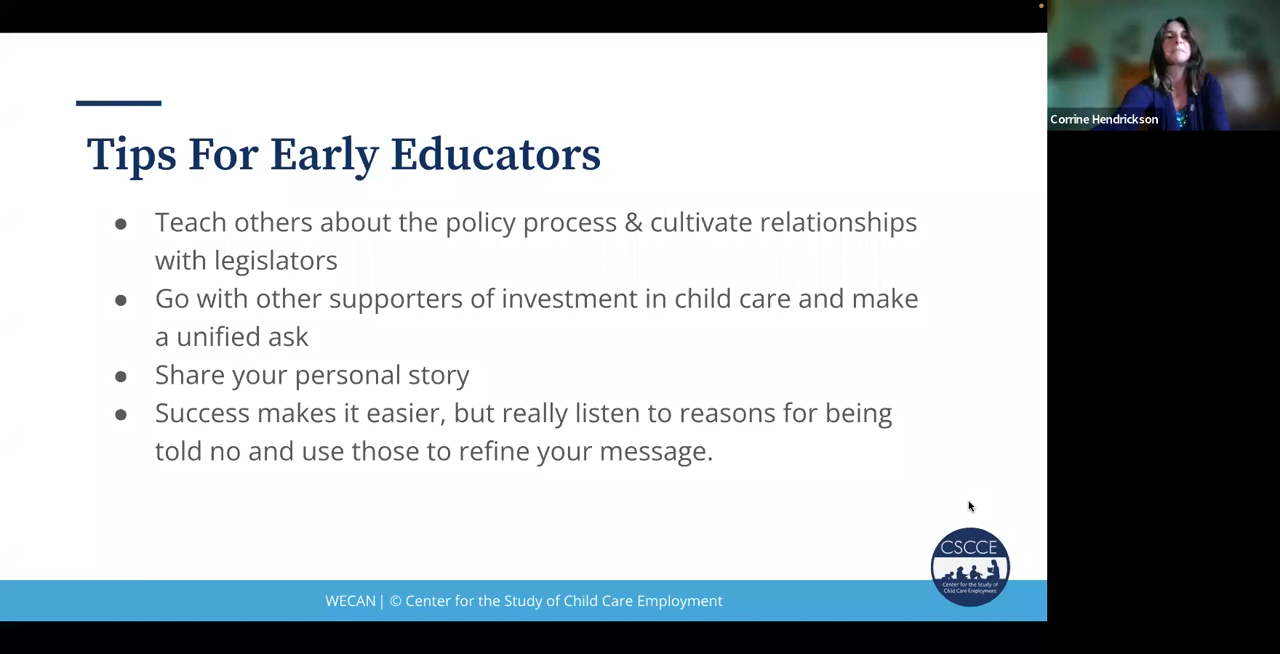 Tips For Early Educators
● Teach others about the policy process & cultivate relationships
with legislators
● Go with other supporters of investment in child care and make
a unified ask
● Share your personal story
● Success makes it easier, but really listen to reasons for being
told no and use those to refine your message.
WECAN | © Center for the Study of Child Care Employment
CSCCE
Center for the Study of
Child Care Employment
Corrine Hendrickson